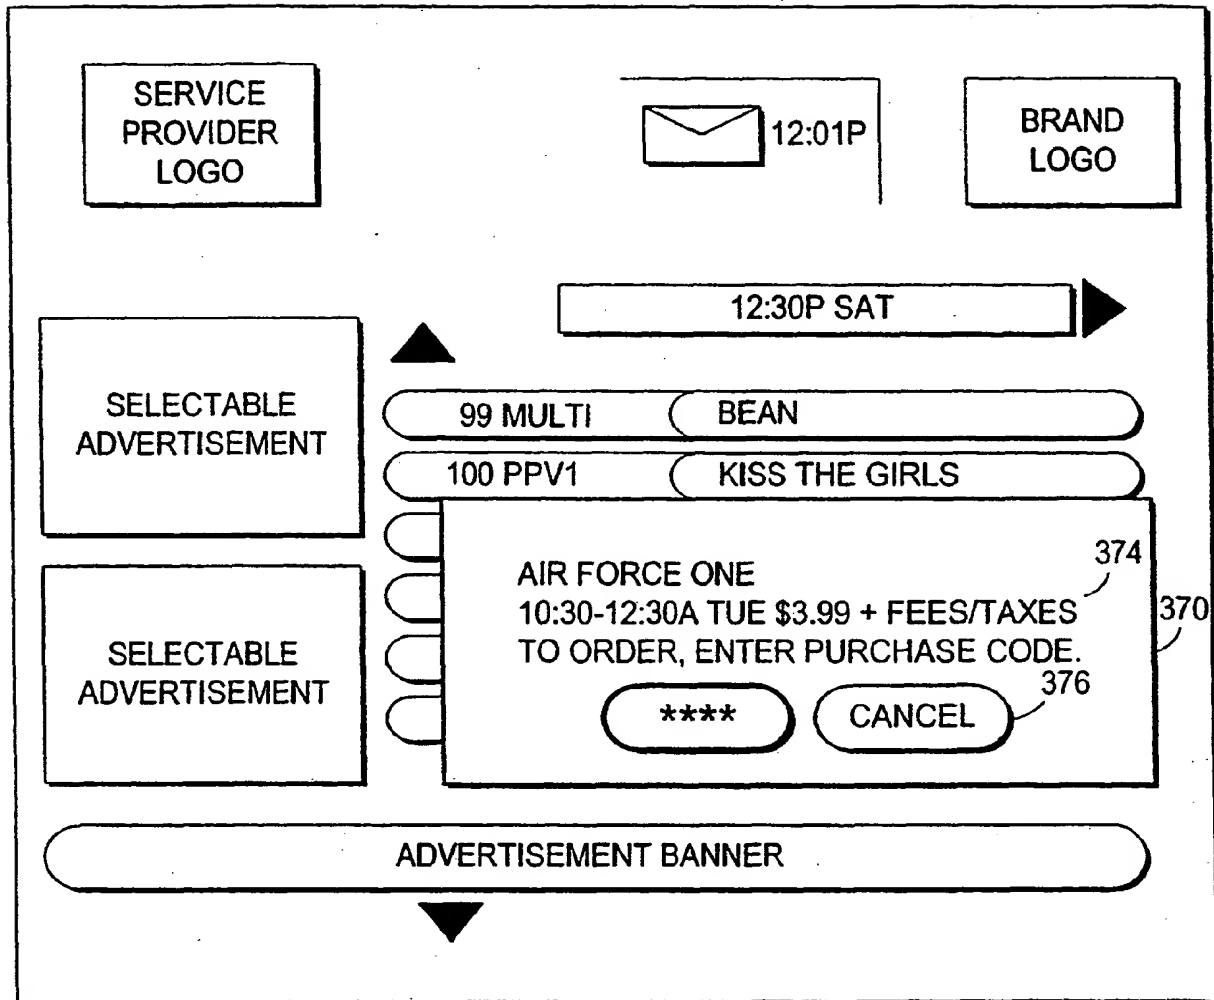 SERVICE
PROVIDER
LOGO
12:01P
BRAND
LOGO
12:30P SAT
SELECTABLE
ADVERTISEMENT
99 MULTI BEAN
100 PPV1 KISS THE GIRLS
374
AIR FORCE ONE
10:30-12:30A TUE $3.99 + FEES/TAXES
370
TO ORDER, ENTER PURCHASE CODE.
376
**** CANCEL
SELECTABLE
ADVERTISEMENT
ADVERTISEMENT BANNER